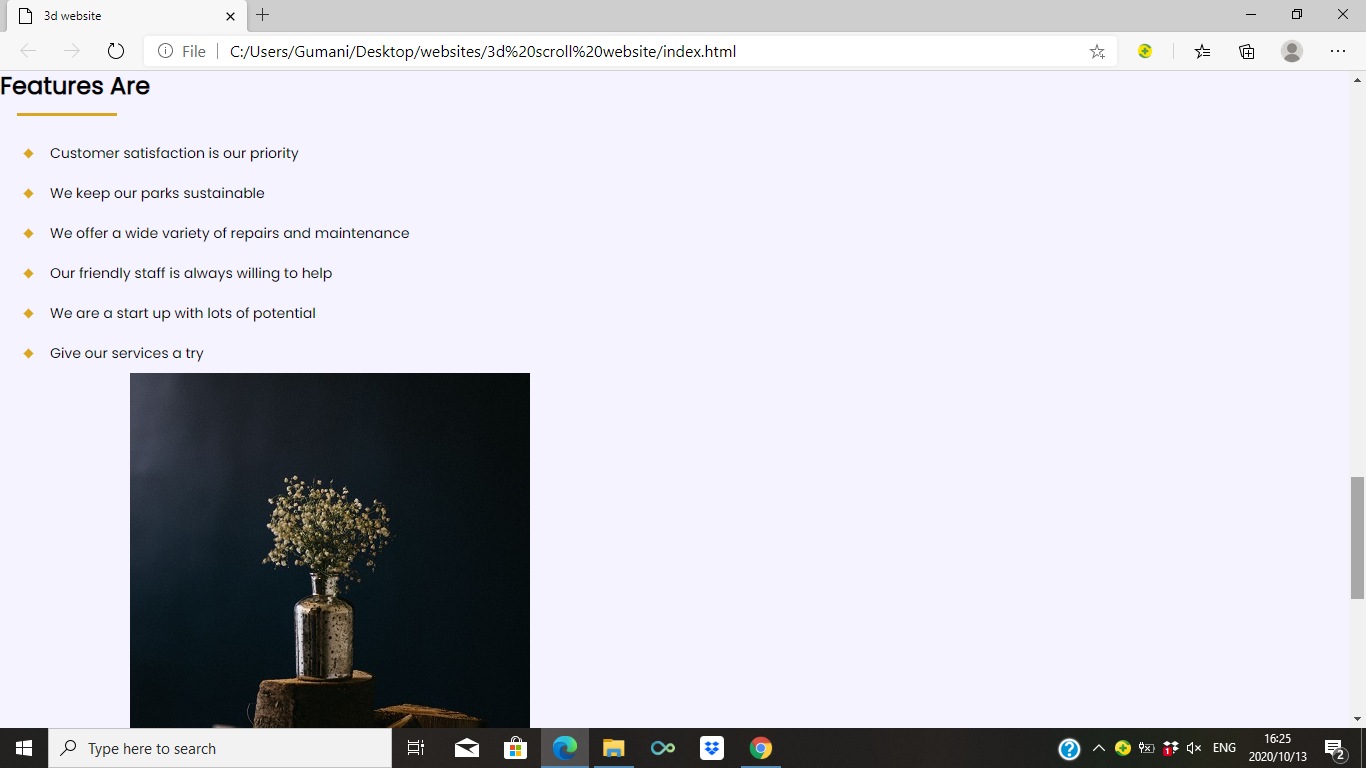 3d website
File
C:/Users/Gumani/Desktop/websites/3d%20scroll%20website/index.html
Features Are
Customer satisfaction is our priority
We keep our parks sustainable
We offer a wide variety of repairs and maintenance
Our friendly staff is always willing to help
We are a start up with lots of potential
Give our services a try
Type here to search
1
ENG
16:25
2020/10/13
2